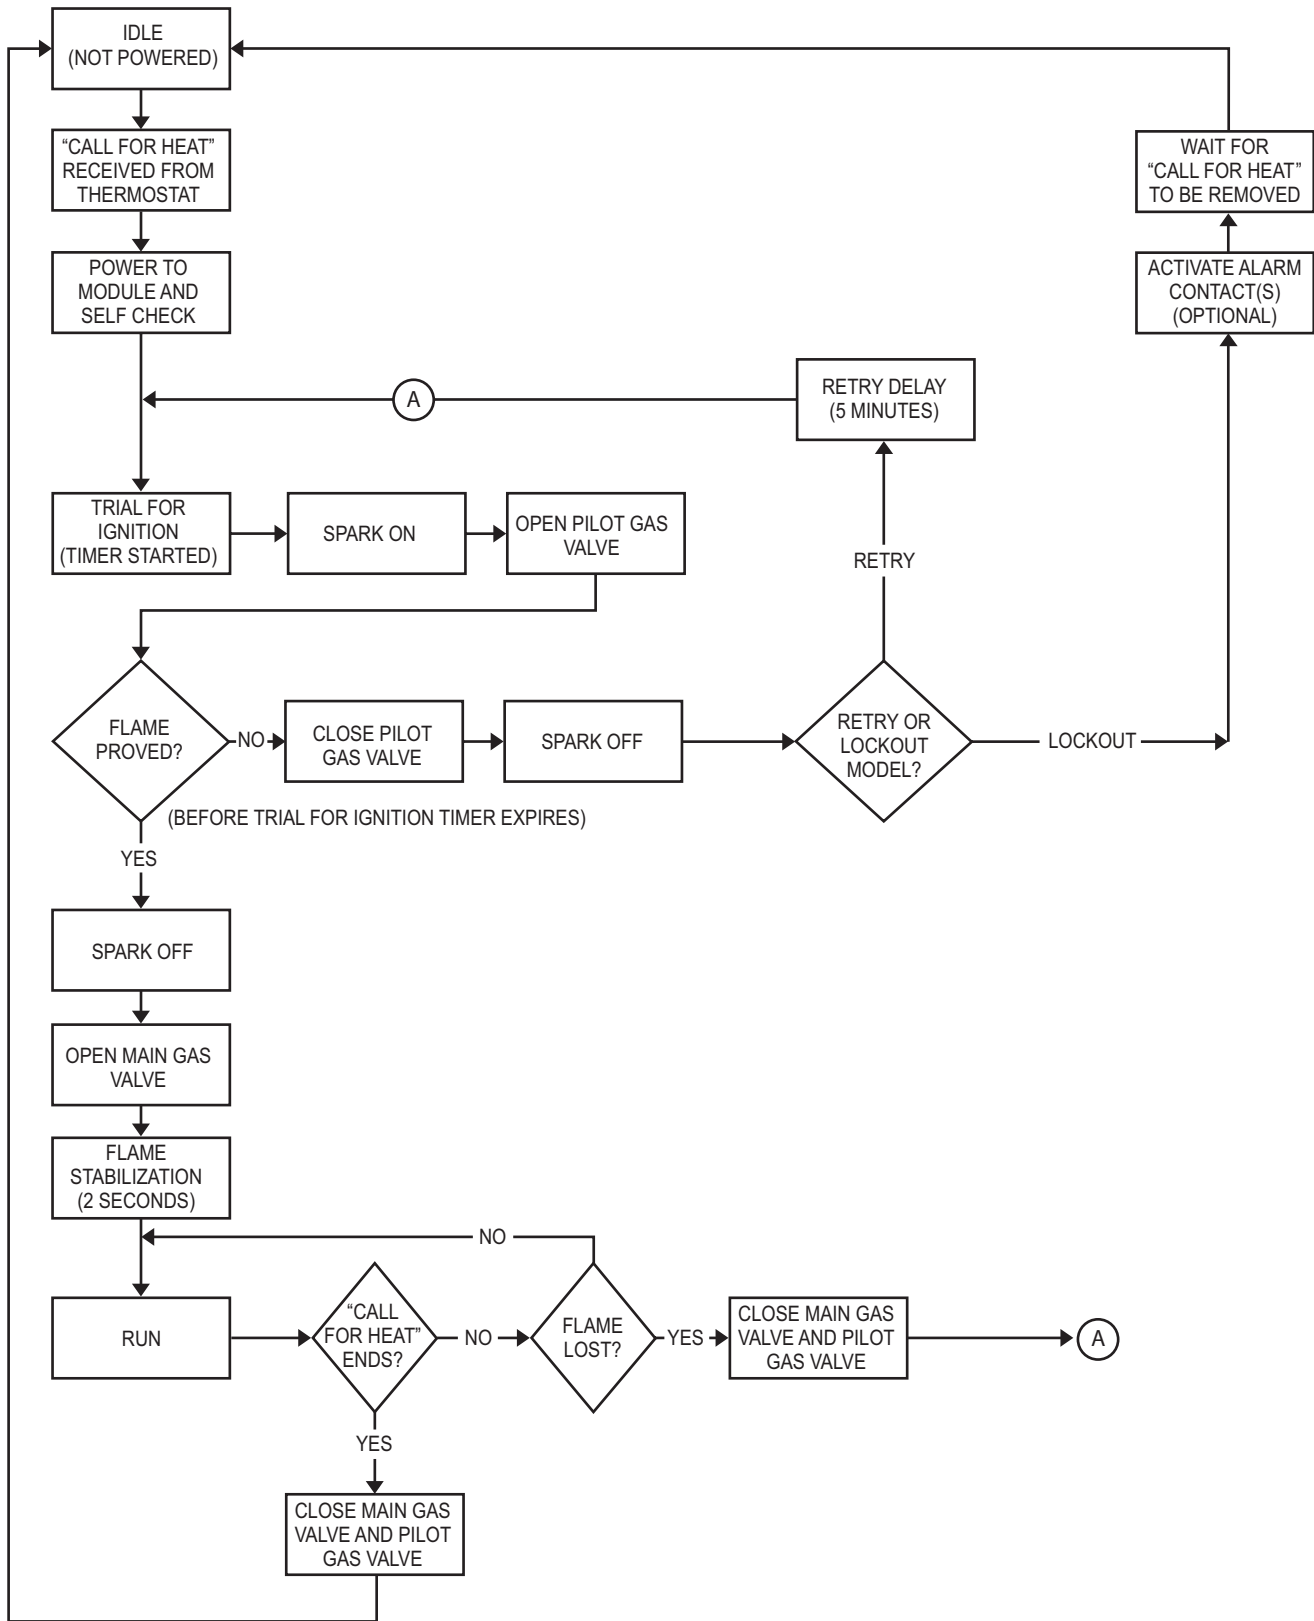 IDLE
(NOT POWERED)
“CALL FOR HEAT”
RECEIVED FROM
THERMOSTAT
WAIT FOR
“CALL FOR HEAT”
TO BE REMOVED
POWER TO
MODULE AND
SELF CHECK
ACTIVATE ALARM
CONTACT(S)
(OPTIONAL)
A
RETRY DELAY
(5 MINUTES)
TRIAL FOR
IGNITION
(TIMER STARTED)
SPARK ON
OPEN PILOT GAS
VALVE
RETRY
FLAME
PROVED?
NO
CLOSE PILOT
GAS VALVE
SPARK OFF
RETRY OR
LOCKOUT
MODEL?
LOCKOUT
(BEFORE TRIAL FOR IGNITION TIMER EXPIRES)
YES
SPARK OFF
OPEN MAIN GAS
VALVE
FLAME
STABILIZATION
(2 SECONDS)
NO
RUN
“CALL
FOR HEAT”
ENDS?
NO
FLAME
LOST?
YES
CLOSE MAIN GAS
VALVE AND PILOT
GAS VALVE
A
YES
CLOSE MAIN GAS
VALVE AND PILOT
GAS VALVE